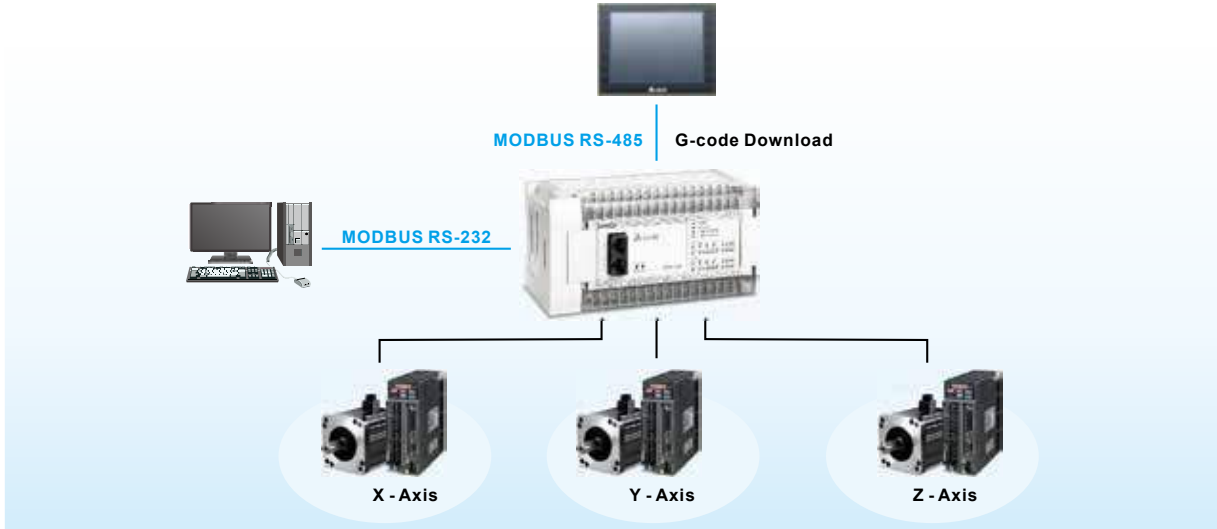 MODBUS RS-485
G-code Download
MODBUS RS-232
X - Axis
Y - Axis
Z - Axis